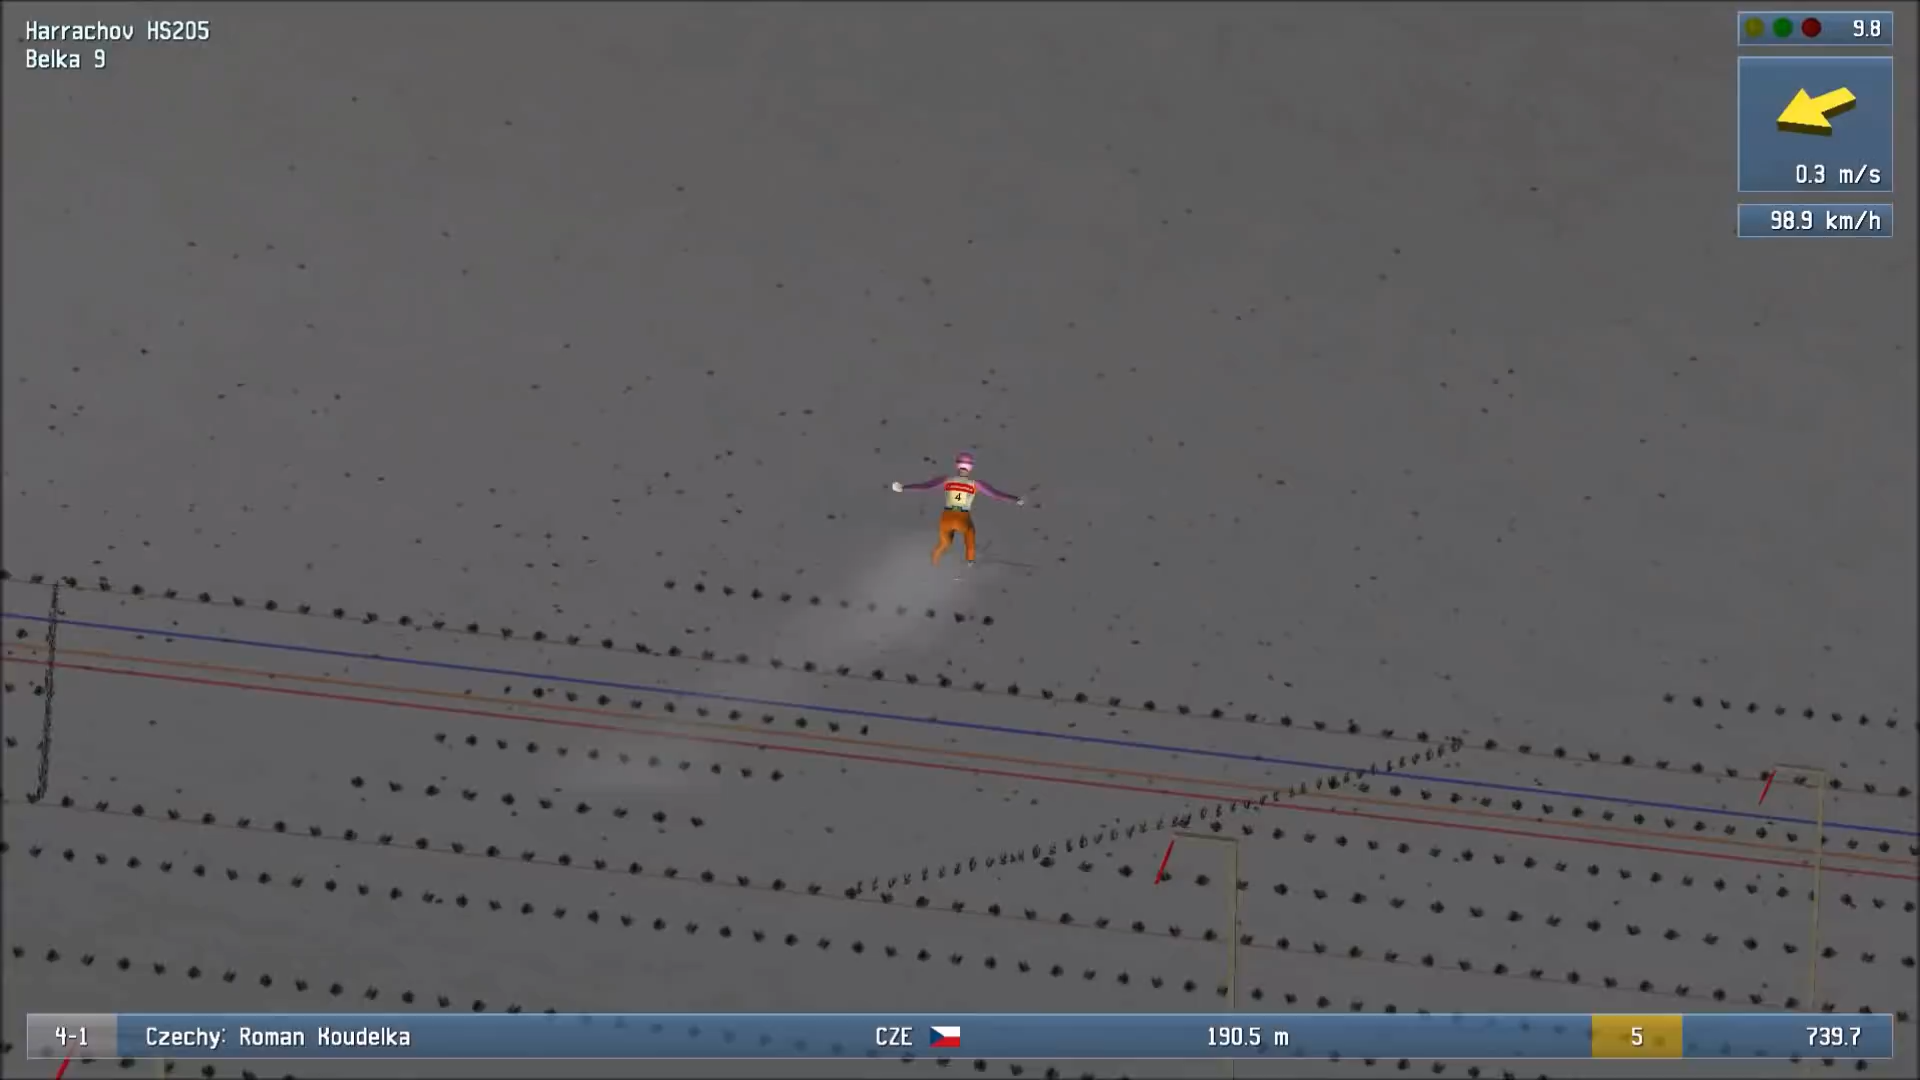 Harrachov HS205
Belka 9
9.8
0.3 m/s
98.9 km/h
4
4-1 Czechy: Roman Koudelka CZE 190.5 m 5 739.7